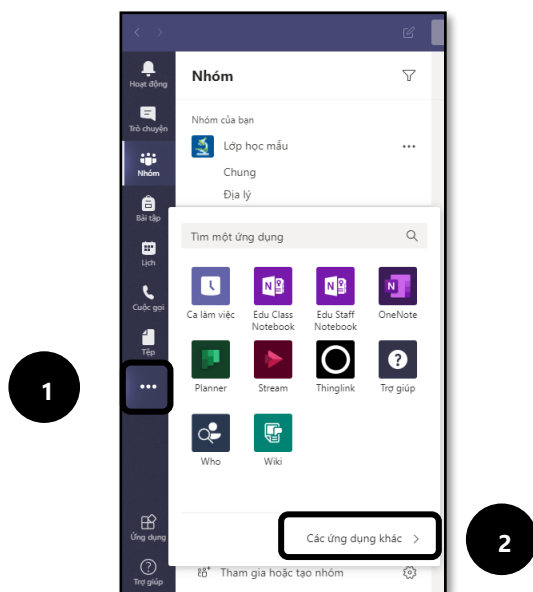 Hoạt động
Trò chuyện
Nhóm
Bài tập
Lịch
Cuộc gọi
Tệp
1
Ứng dụng
Trợ giúp
Nhóm
Nhóm của bạn
Lớp học mẫu
Chung
Địa lý
Tìm một ứng dụng
Ca làm việc
Edu Class
Notebook
Edu Staff
Notebook
OneNote
Planner
Stream
Thinglink
Trợ giúp
Who
Wiki
Các ứng dụng khác
2
Tham gia hoặc tạo nhóm